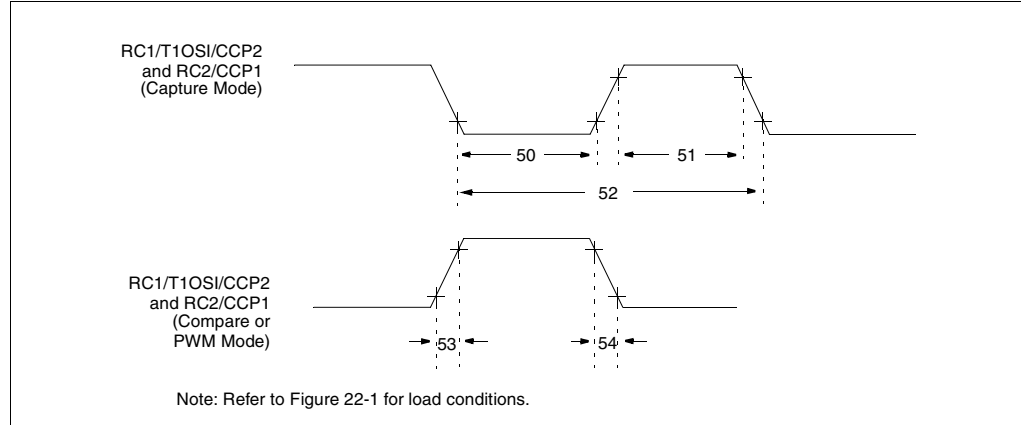 RC1/T1OSI/CCP2
and RC2/CCP1
(Capture Mode)
50
51
52
RC1/T1OSI/CCP2
and RC2/CCP1
(Compare or
PWM Mode)
53
54
Note: Refer to Figure 22-1 for load conditions.